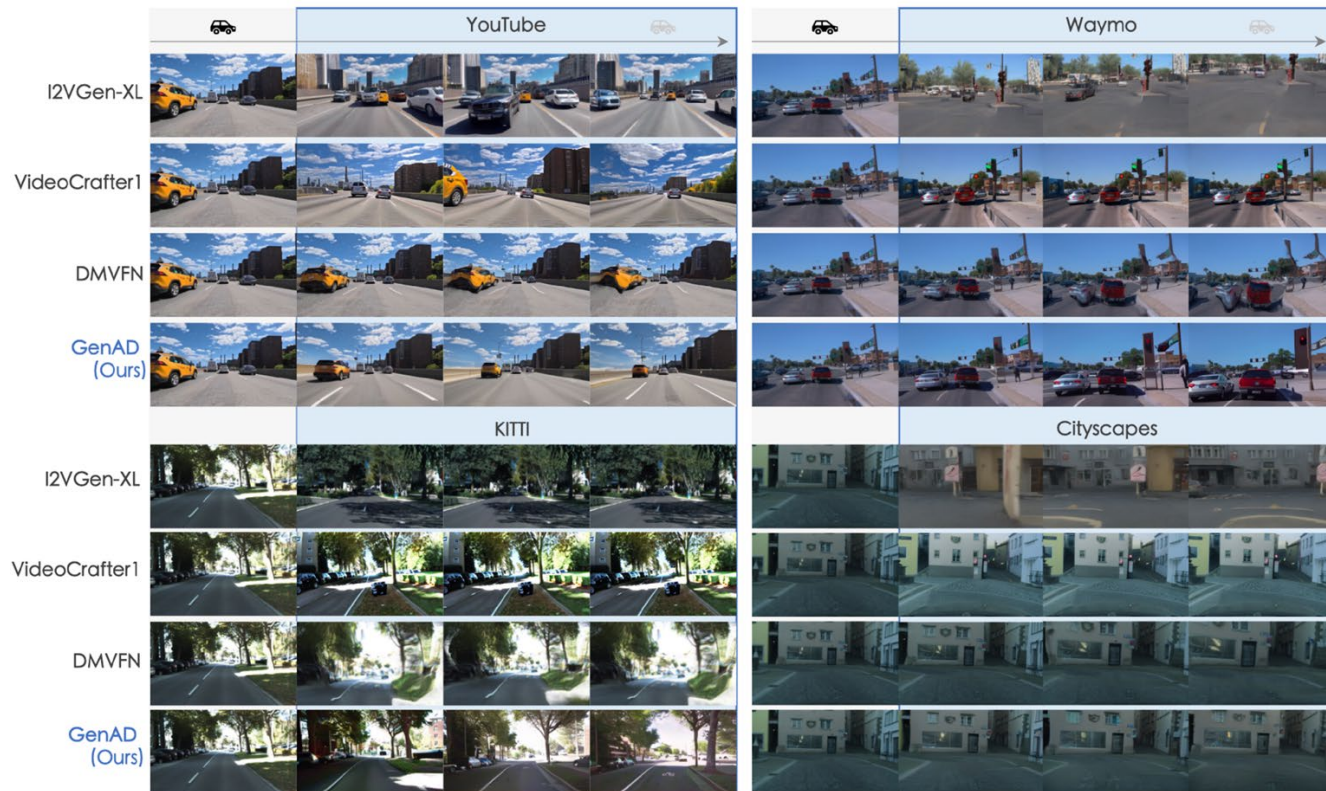 YouTube
I2VGen-XL
VideoCrafter1
DMVFN
GenAD
(Ours)
Waymo
KITTI
I2VGen-XL
VideoCrafter1
DMVFN
GenAD
(Ours)
Cityscapes